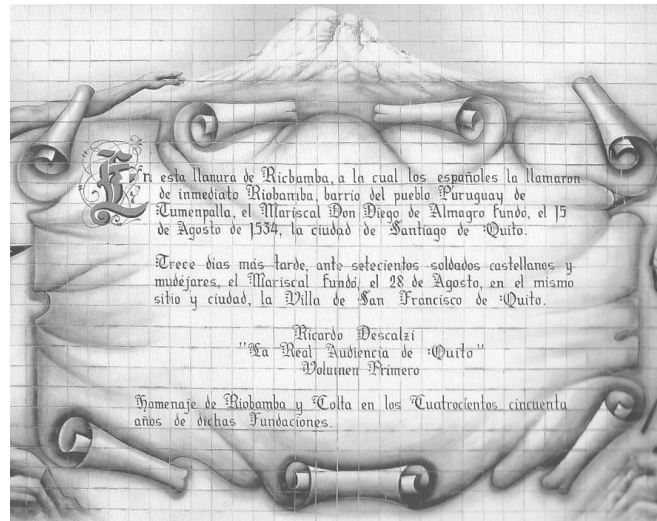 En esta llanura de Ricbamba, a la cual los españoles la llamaron
de inmediato Riobamba, barrio del pueblo Puruguay de
Tumenpalla, el Mariscal Don Diego de Almagro fundó, el 15
de Agosto de 1534, la ciudad de Santiago de Quito.
Trece días más tarde, ante setecientos soldados castellanos y
mudéjares, el Mariscal fundó, el 28 de Agosto, en el mismo
sitio y ciudad, la Villa de San Francisco de Quito.
Ricardo Descalzi
"La Real Audiencia de Quito"
Volumen Primero
Homenaje de Riobamba y Colta en los Cuatrocientos cincuenta
años de dichas Fundaciones.